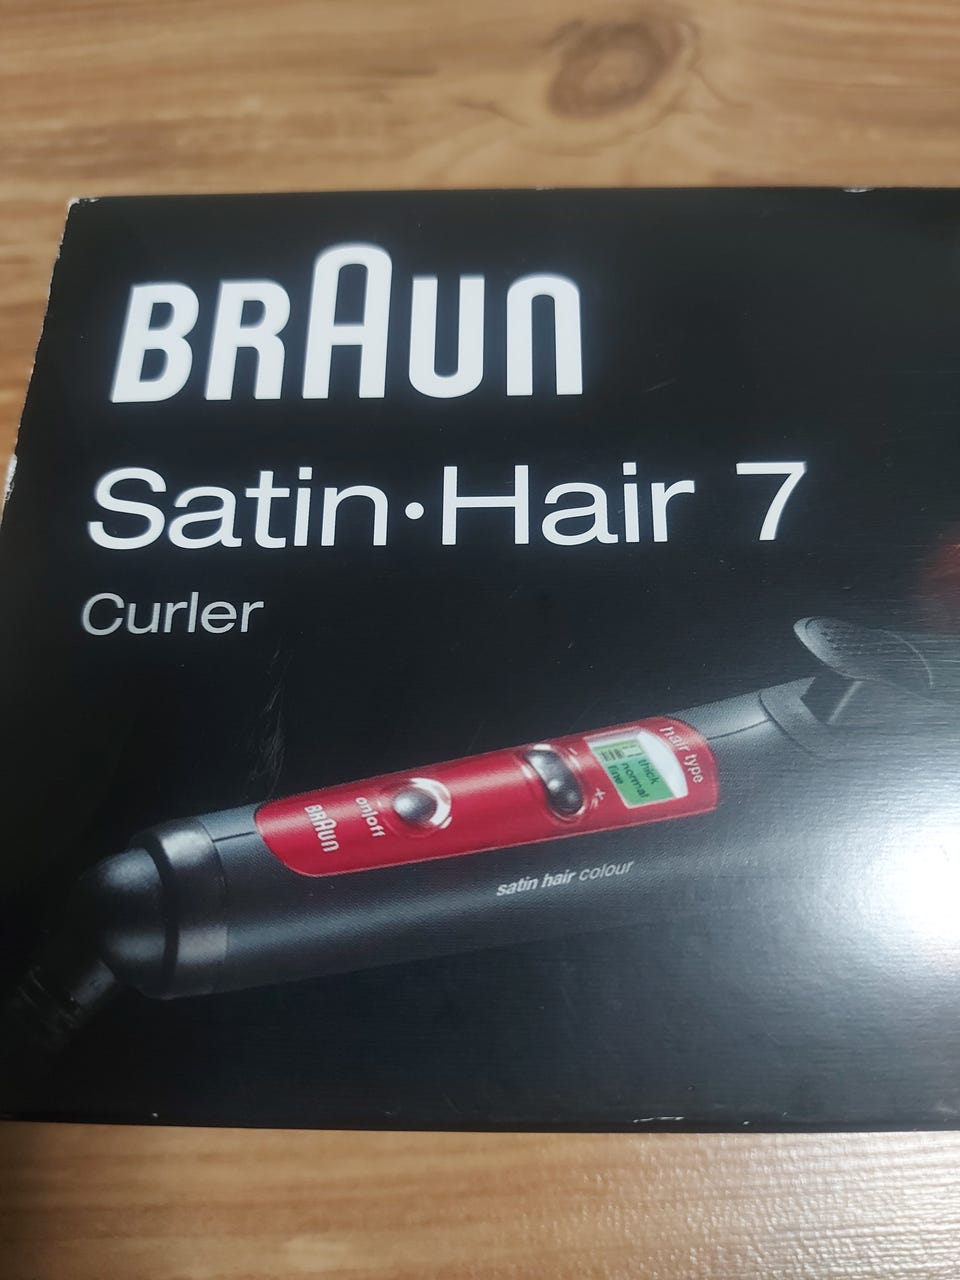 BRAUN
Satin·Hair 7
Curler
hair type
thick
normal
fine
-
+
on|off
BRAUN
satin hair colour